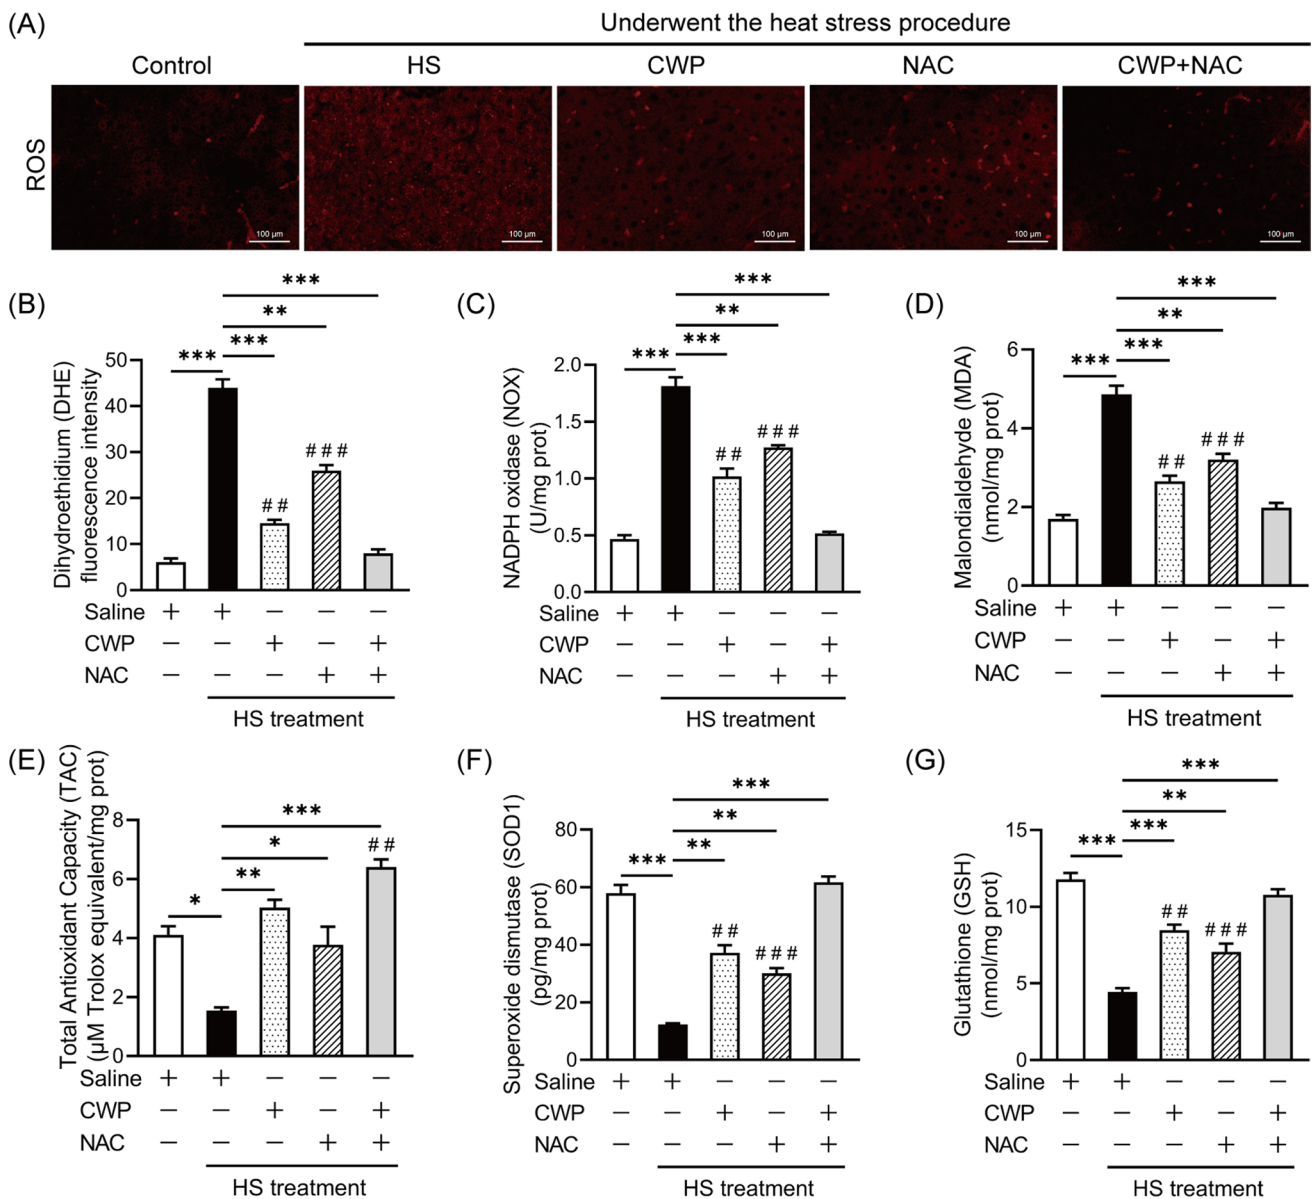 (A)
Underwent the heat stress procedure
Control HS CWP NAC CWP+NAC
ROS
100 μm 100 μm 100 μm 100 μm 100 μm
(B)
Dihydroethidium (DHE)
fluorescence intensity
50
40
30
20
10
0
*** *** ** ***
## ###
Saline + + − − −
CWP − − + − +
NAC − − − + +
HS treatment
(C)
NADPH oxidase (NOX)
(U/mg prot)
2.0
1.5
1.0
0.5
0.0
*** *** ** ***
## ###
Saline + + − − −
CWP − − + − +
NAC − − − + +
HS treatment
(D)
Malondialdehyde (MDA)
(nmol/mg prot)
6
4
2
0
*** *** ** ***
## ###
Saline + + − − −
CWP − − + − +
NAC − − − + +
HS treatment
(E)
Total Antioxidant Capacity (TAC)
(μM Trolox equivalent/mg prot)
8
6
4
2
0
* ** * ***
##
Saline + + − − −
CWP − − + − +
NAC − − − + +
HS treatment
(F)
Superoxide dismutase (SOD1)
(pg/mg prot)
80
60
40
20
0
*** ** ** ***
## ###
Saline + + − − −
CWP − − + − +
NAC − − − + +
HS treatment
(G)
Glutathione (GSH)
(nmol/mg prot)
15
10
5
0
*** *** ** ***
## ###
Saline + + − − −
CWP − − + − +
NAC − − − + +
HS treatment